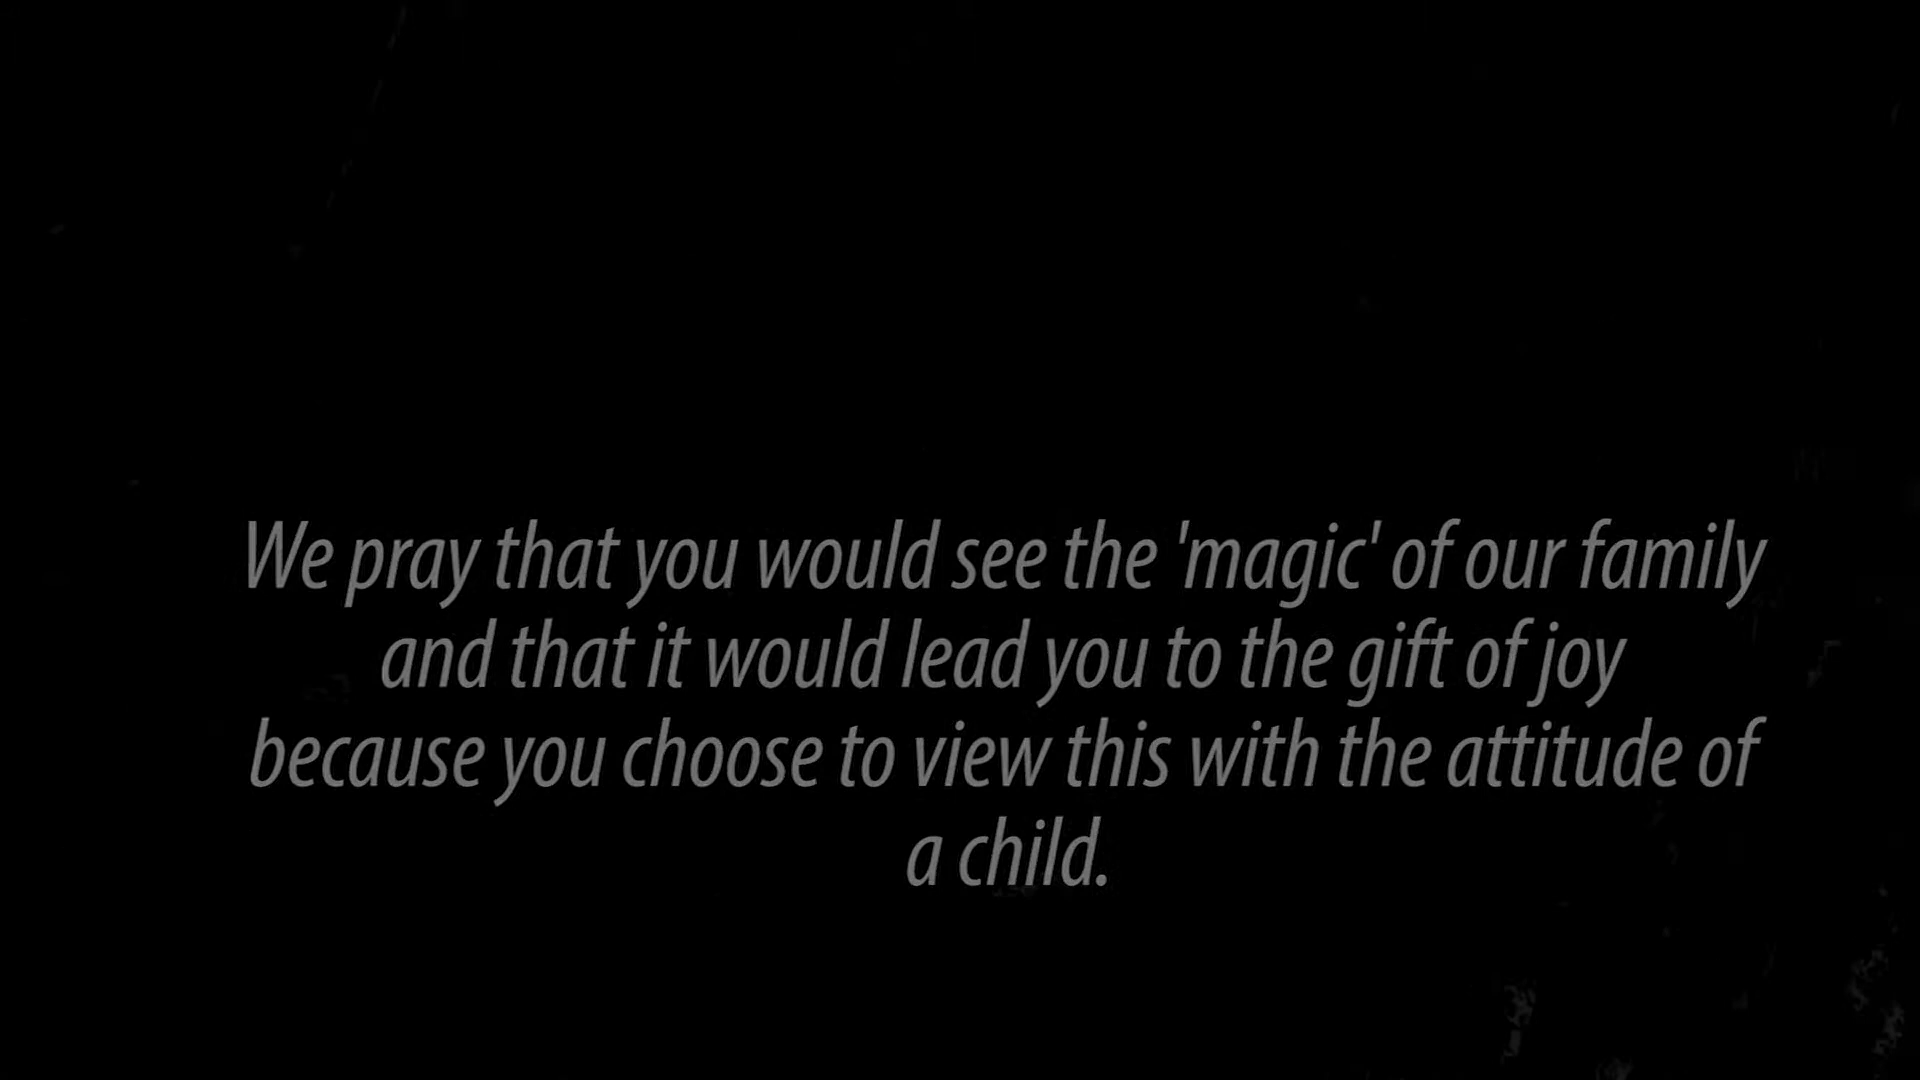 We pray that you would see the 'magic' of our family
and that it would lead you to the gift of joy
because you choose to view this with the attitude of
a child.